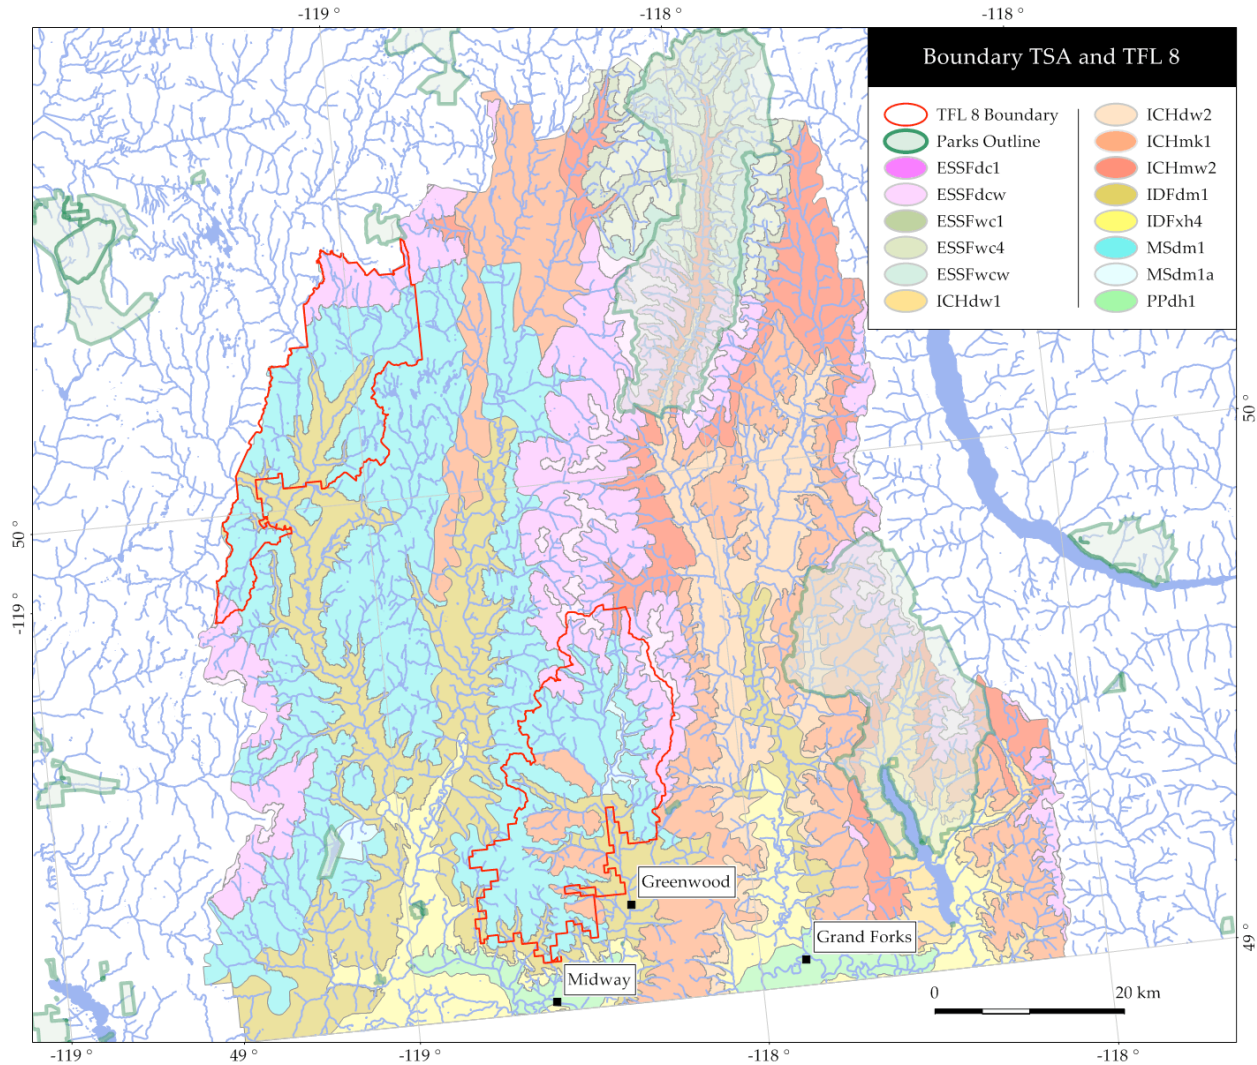 -119 °
-118 °
-118 °
Boundary TSA and TFL 8
TFL 8 Boundary
Parks Outline
ESSFdc1
ESSFdcw
ESSFwc1
ESSFwc4
ESSFwcw
ICHdw1
ICHdw2
ICHmk1
ICHmw2
IDFdm1
IDFxh4
MSdm1
MSdm1a
PPdh1
50 °
50 °
-119 °
Greenwood
Grand Forks
49 °
Midway
0 20 km
-119 °
49 °
-119 °
-118 °
-118 °